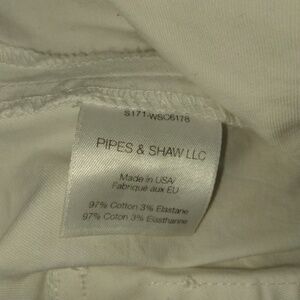 S171-WSC6178
PIPES & SHAW LLC
Made in USA/
Fabriqué aux EU
97% Cotton 3% Elastane
97% Coton 3% Elasthanne